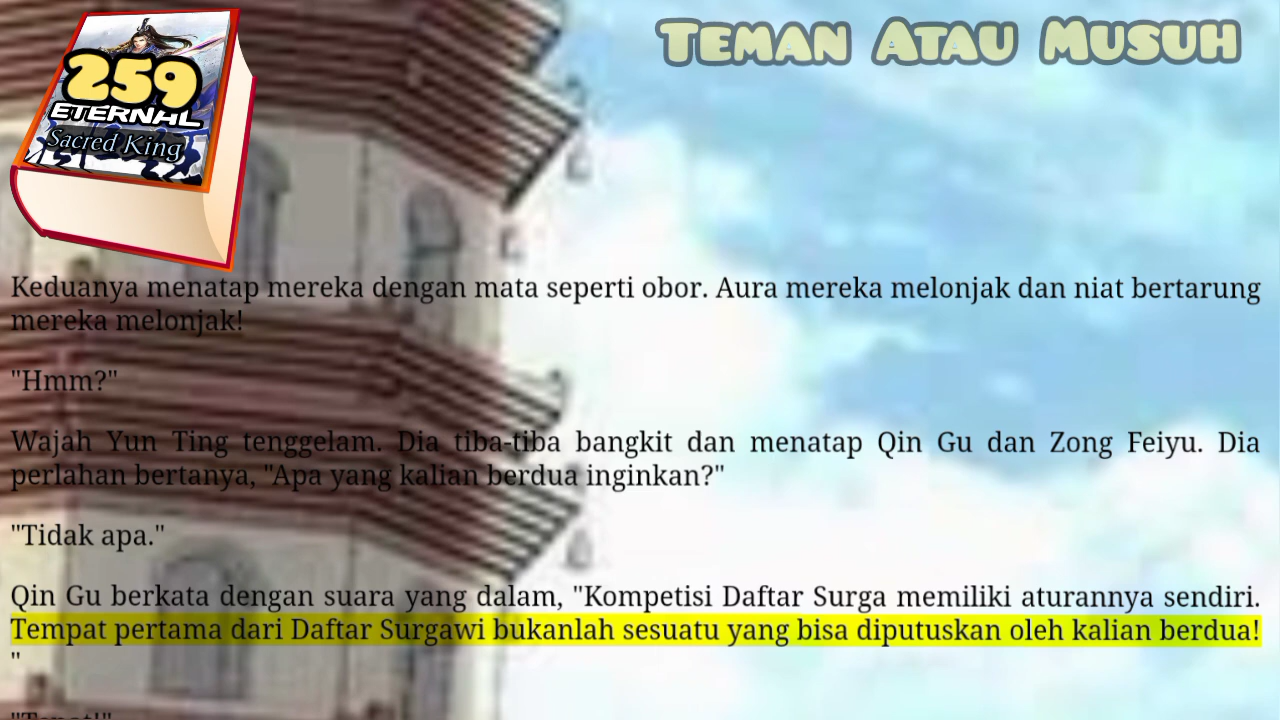 Teman Atau Musuh
259
ETERNAL
Sacred King
Keduanya menatap mereka dengan mata seperti obor. Aura mereka melonjak dan niat bertarung
mereka melonjak!
"Hmm?"
Wajah Yun Ting tenggelam. Dia tiba-tiba bangkit dan menatap Qin Gu dan Zong Feiyu. Dia
perlahan bertanya, "Apa yang kalian berdua inginkan?"
"Tidak apa."
Qin Gu berkata dengan suara yang dalam, "Kompetisi Daftar Surga memiliki aturannya sendiri.
Tempat pertama dari Daftar Surgawi bukanlah sesuatu yang bisa diputuskan oleh kalian berdua!
"